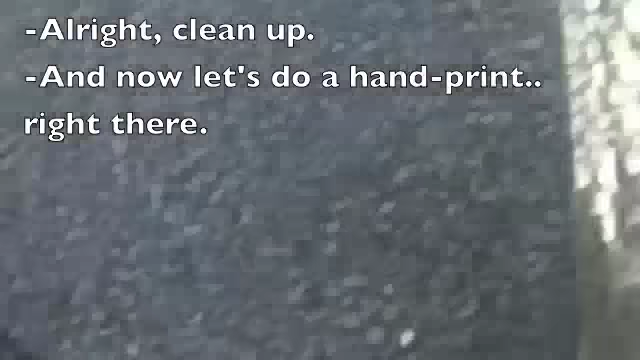 -Alright, clean up.
-And now let's do a hand-print..
right there.